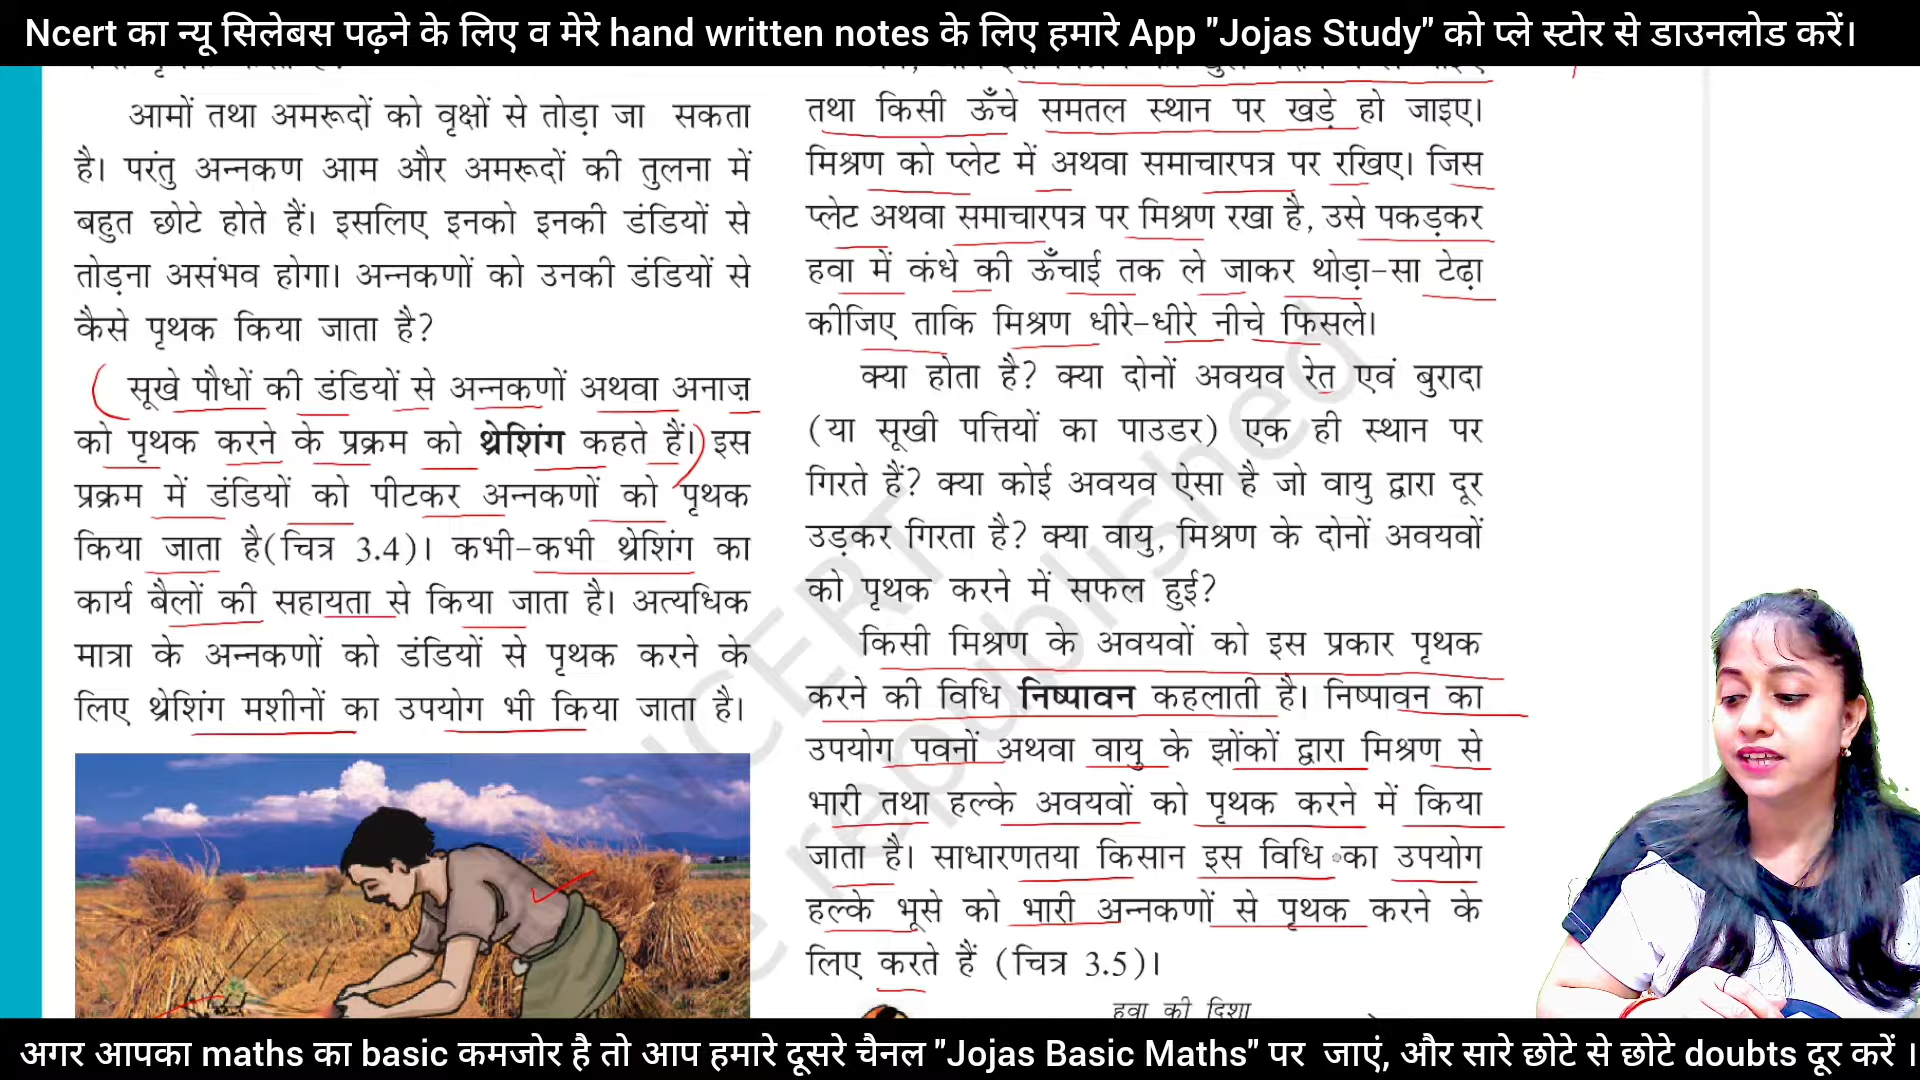 Ncert का न्यू सिलेबस पढ़ने के लिए व मेरे hand written notes के लिए हमारे App "Jojas Study" को प्ले स्टोर से डाउनलोड करें।
आमों तथा अमरूदों को वृक्षों से तोड़ा जा सकता
है। परंतु अन्नकण आम और अमरूदों की तुलना में
बहुत छोटे होते हैं। इसलिए इनको इनकी डंडियों से
तोड़ना असंभव होगा। अन्नकणों को उनकी डंडियों से
कैसे पृथक किया जाता है?
सूखे पौधों की डंडियों से अन्नकणों अथवा अनाज़
को पृथक करने के प्रक्रम को थ्रेशिंग कहते हैं। इस
प्रक्रम में डंडियों को पीटकर अन्नकणों को पृथक
किया जाता है(चित्र 3.4)। कभी-कभी थ्रेशिंग का
कार्य बैलों की सहायता से किया जाता है। अत्यधिक
मात्रा के अन्नकणों को डंडियों से पृथक करने के
लिए थ्रेशिंग मशीनों का उपयोग भी किया जाता है।
तथा किसी ऊँचे समतल स्थान पर खड़े हो जाइए।
मिश्रण को प्लेट में अथवा समाचारपत्र पर रखिए। जिस
प्लेट अथवा समाचारपत्र पर मिश्रण रखा है, उसे पकड़कर
हवा में कंधे की ऊँचाई तक ले जाकर थोड़ा-सा टेढ़ा
कीजिए ताकि मिश्रण धीरे-धीरे नीचे फिसले।
क्या होता है? क्या दोनों अवयव रेत एवं बुरादा
(या सूखी पत्तियों का पाउडर) एक ही स्थान पर
गिरते हैं? क्या कोई अवयव ऐसा है जो वायु द्वारा दूर
उड़कर गिरता है? क्या वायु, मिश्रण के दोनों अवयवों
को पृथक करने में सफल हुई?
किसी मिश्रण के अवयवों को इस प्रकार पृथक
करने की विधि निष्पावन कहलाती है। निष्पावन का
उपयोग पवनों अथवा वायु के झोंकों द्वारा मिश्रण से
भारी तथा हल्के अवयवों को पृथक करने में किया
जाता है। साधारणतया किसान इस विधि का उपयोग
हल्के भूसे को भारी अन्नकणों से पृथक करने के
लिए करते हैं (चित्र 3.5)।
हवा की दिशा
NCERT
republished
अगर आपका maths का basic कमजोर है तो आप हमारे दूसरे चैनल "Jojas Basic Maths" पर जाएं, और सारे छोटे से छोटे doubts दूर करें ।